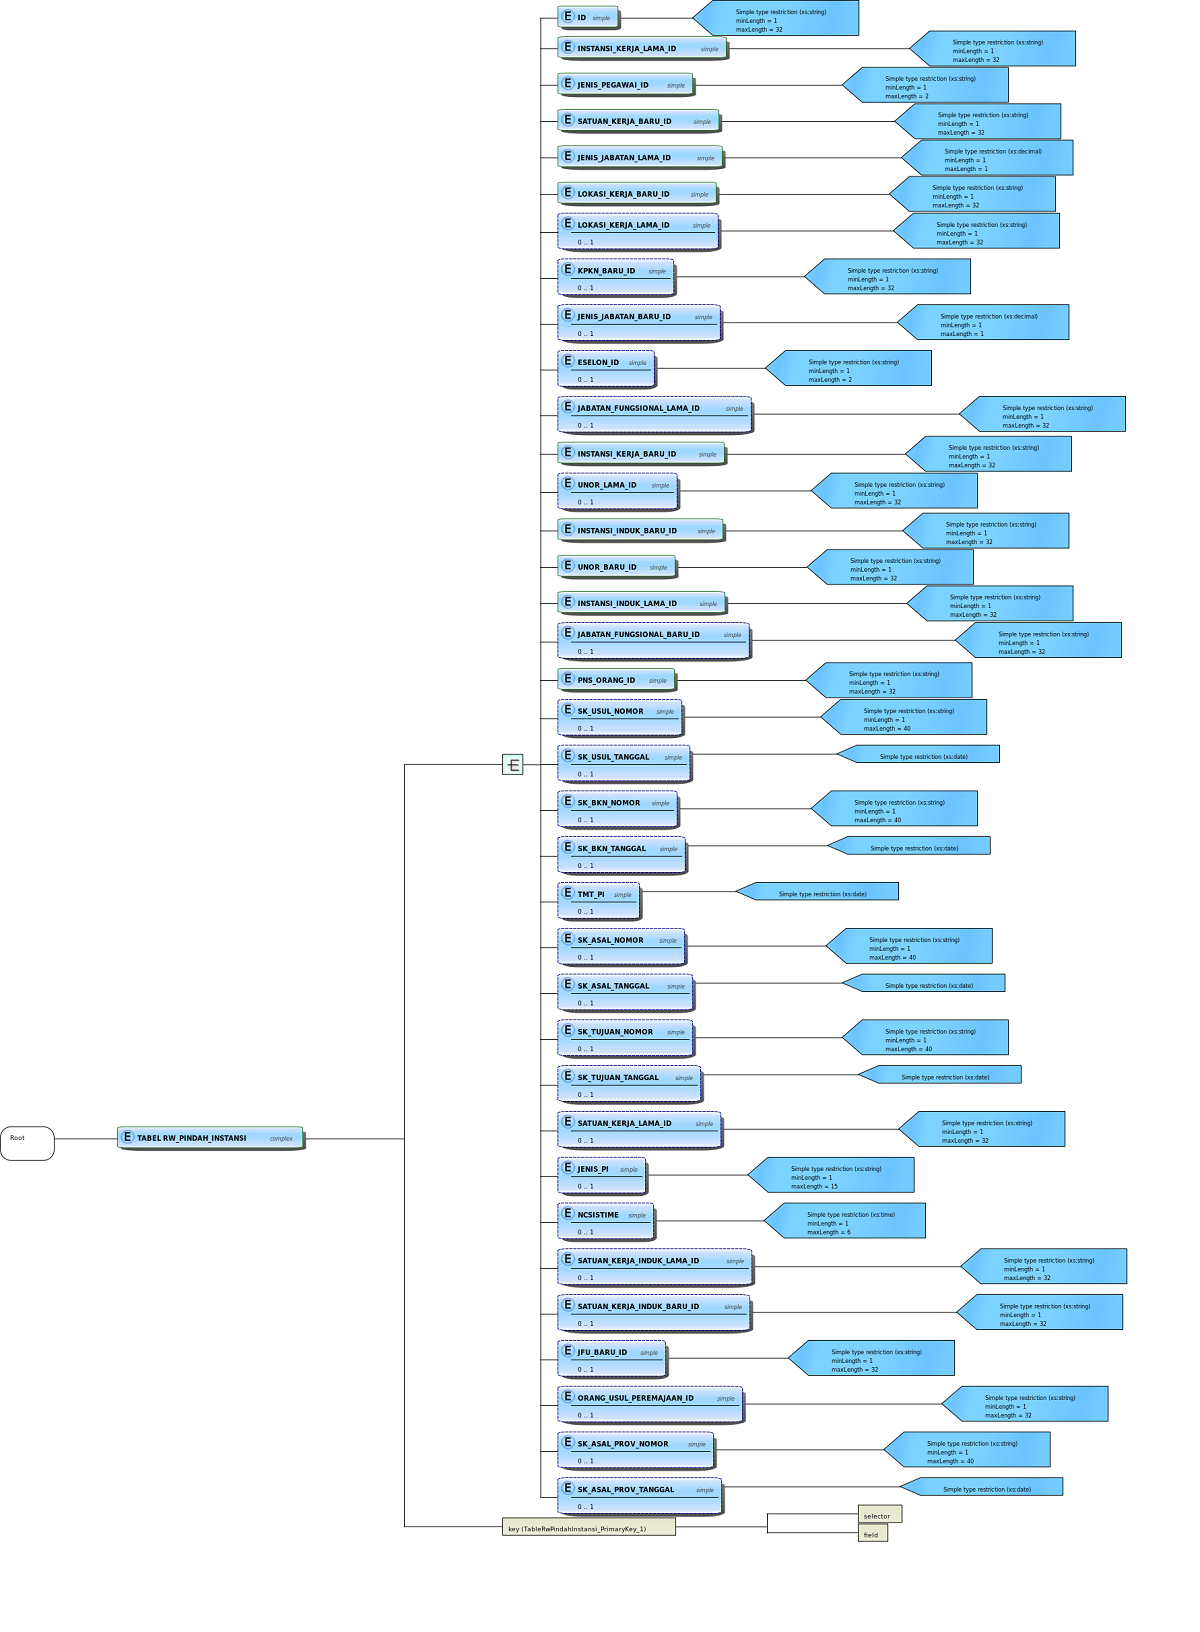 ID simple
Simple type restriction (xs:string)
minLength = 1
maxLength = 32
INSTANSI_KERJA_LAMA_ID simple
Simple type restriction (xs:string)
minLength = 1
maxLength = 32
JENIS_PEGAWAI_ID simple
Simple type restriction (xs:string)
minLength = 1
maxLength = 2
SATUAN_KERJA_BARU_ID simple
Simple type restriction (xs:string)
minLength = 1
maxLength = 32
JENIS_JABATAN_LAMA_ID simple
Simple type restriction (xs:decimal)
minLength = 1
maxLength = 1
LOKASI_KERJA_BARU_ID simple
Simple type restriction (xs:string)
minLength = 1
maxLength = 32
LOKASI_KERJA_LAMA_ID simple
0 .. 1
Simple type restriction (xs:string)
minLength = 1
maxLength = 32
KPKN_BARU_ID simple
0 .. 1
Simple type restriction (xs:string)
minLength = 1
maxLength = 32
JENIS_JABATAN_BARU_ID simple
0 .. 1
Simple type restriction (xs:decimal)
minLength = 1
maxLength = 1
ESELON_ID simple
0 .. 1
Simple type restriction (xs:string)
minLength = 1
maxLength = 2
JABATAN_FUNGSIONAL_LAMA_ID simple
0 .. 1
Simple type restriction (xs:string)
minLength = 1
maxLength = 32
INSTANSI_KERJA_BARU_ID simple
Simple type restriction (xs:string)
minLength = 1
maxLength = 32
UNOR_LAMA_ID simple
0 .. 1
Simple type restriction (xs:string)
minLength = 1
maxLength = 32
INSTANSI_INDUK_BARU_ID simple
Simple type restriction (xs:string)
minLength = 1
maxLength = 32
UNOR_BARU_ID simple
Simple type restriction (xs:string)
minLength = 1
maxLength = 32
INSTANSI_INDUK_LAMA_ID simple
Simple type restriction (xs:string)
minLength = 1
maxLength = 32
JABATAN_FUNGSIONAL_BARU_ID simple
0 .. 1
Simple type restriction (xs:string)
minLength = 1
maxLength = 32
PNS_ORANG_ID simple
Simple type restriction (xs:string)
minLength = 1
maxLength = 32
SK_USUL_NOMOR simple
0 .. 1
Simple type restriction (xs:string)
minLength = 1
maxLength = 40
SK_USUL_TANGGAL simple
0 .. 1
Simple type restriction (xs:date)
SK_BKN_NOMOR simple
0 .. 1
Simple type restriction (xs:string)
minLength = 1
maxLength = 40
SK_BKN_TANGGAL simple
0 .. 1
Simple type restriction (xs:date)
TMT_PI simple
0 .. 1
Simple type restriction (xs:date)
SK_ASAL_NOMOR simple
0 .. 1
Simple type restriction (xs:string)
minLength = 1
maxLength = 40
SK_ASAL_TANGGAL simple
0 .. 1
Simple type restriction (xs:date)
SK_TUJUAN_NOMOR simple
0 .. 1
Simple type restriction (xs:string)
minLength = 1
maxLength = 40
SK_TUJUAN_TANGGAL simple
0 .. 1
Simple type restriction (xs:date)
Root
TABEL RW_PINDAH_INSTANSI complex
SATUAN_KERJA_LAMA_ID simple
0 .. 1
Simple type restriction (xs:string)
minLength = 1
maxLength = 32
JENIS_PI simple
0 .. 1
Simple type restriction (xs:string)
minLength = 1
maxLength = 15
NCSISTIME simple
0 .. 1
Simple type restriction (xs:time)
minLength = 1
maxLength = 6
SATUAN_KERJA_INDUK_LAMA_ID simple
0 .. 1
Simple type restriction (xs:string)
minLength = 1
maxLength = 32
SATUAN_KERJA_INDUK_BARU_ID simple
0 .. 1
Simple type restriction (xs:string)
minLength = 1
maxLength = 32
JFU_BARU_ID simple
0 .. 1
Simple type restriction (xs:string)
minLength = 1
maxLength = 32
ORANG_USUL_PEREMAJAAN_ID simple
0 .. 1
Simple type restriction (xs:string)
minLength = 1
maxLength = 32
SK_ASAL_PROV_NOMOR simple
0 .. 1
Simple type restriction (xs:string)
minLength = 1
maxLength = 40
SK_ASAL_PROV_TANGGAL simple
0 .. 1
Simple type restriction (xs:date)
key (TableRwPindahInstansi_PrimaryKey_1)
selector
field